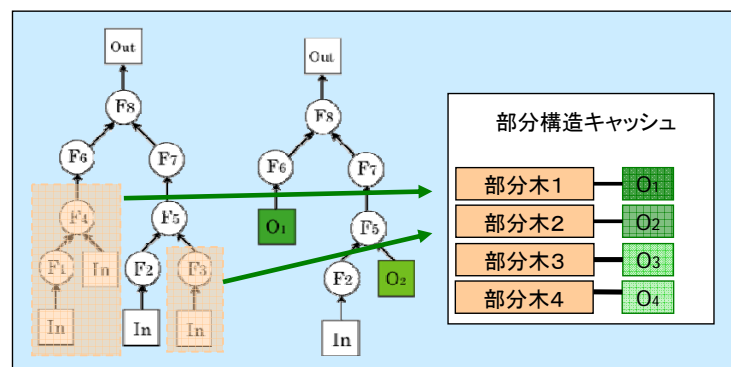 Out
F8
F6
F7
F4
F5
F1
In
F2
F3
In
In
In
Out
F8
F6
F7
O1
F5
F2
O2
In
部分構造キャッシュ
部分木1 O1
部分木2 O2
部分木3 O3
部分木4 O4